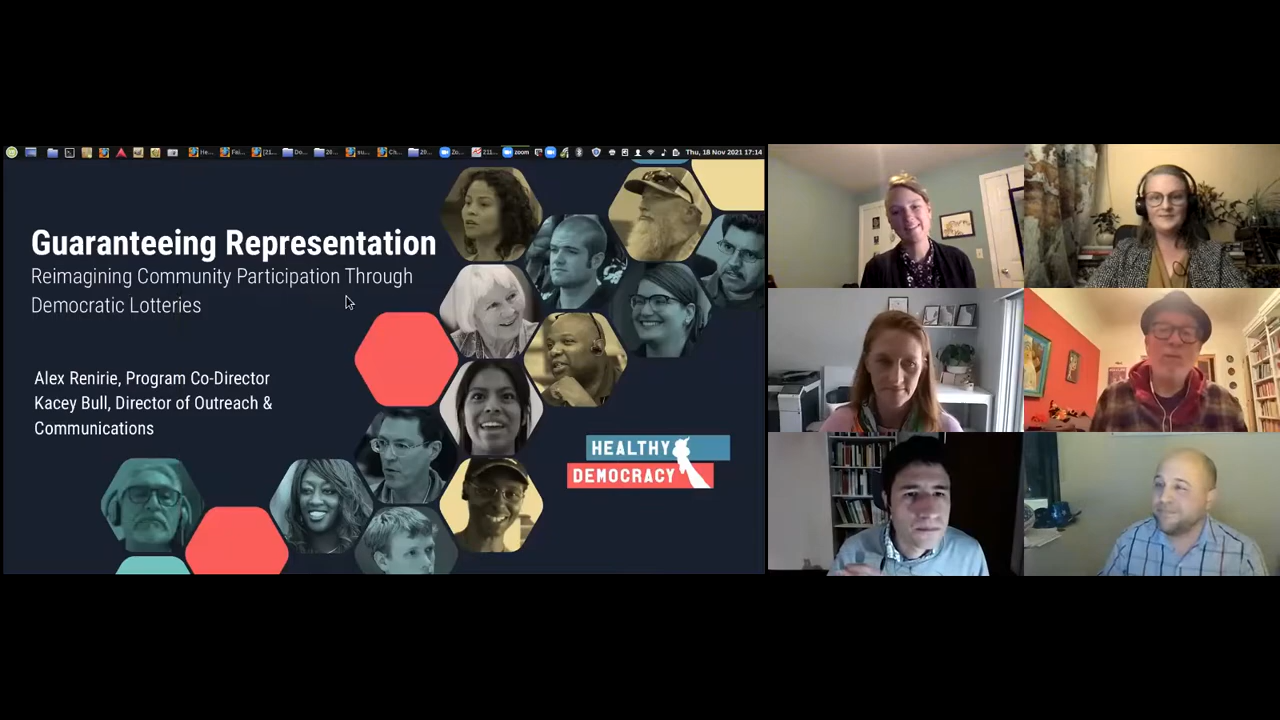 Thu, 18 Nov 2021 17:14
Guaranteeing Representation
Reimagining Community Participation Through
Democratic Lotteries
Alex Renirie, Program Co-Director
Kacey Bull, Director of Outreach &
Communications
HEALTHY
DEMOCRACY